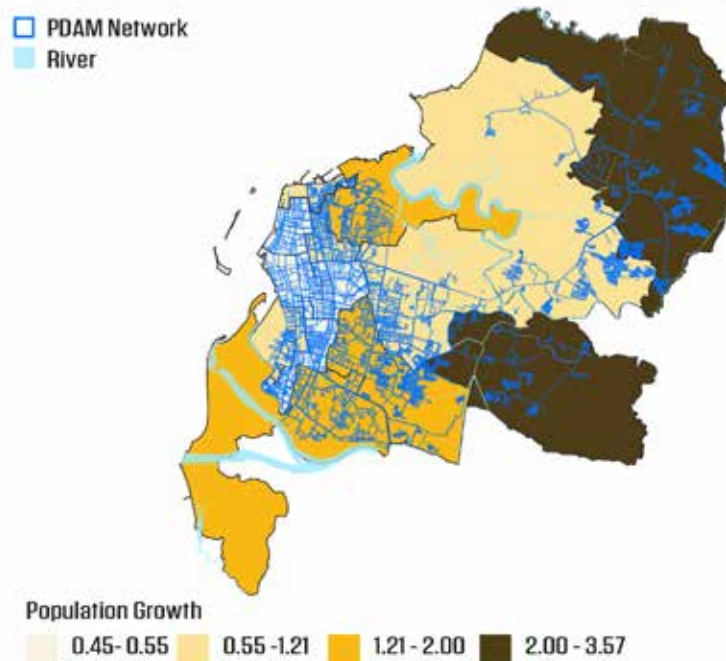 PDAM Network
River
Population Growth
0.45- 0.55 0.55 -1.21 1.21 - 2.00 2.00 - 3.57